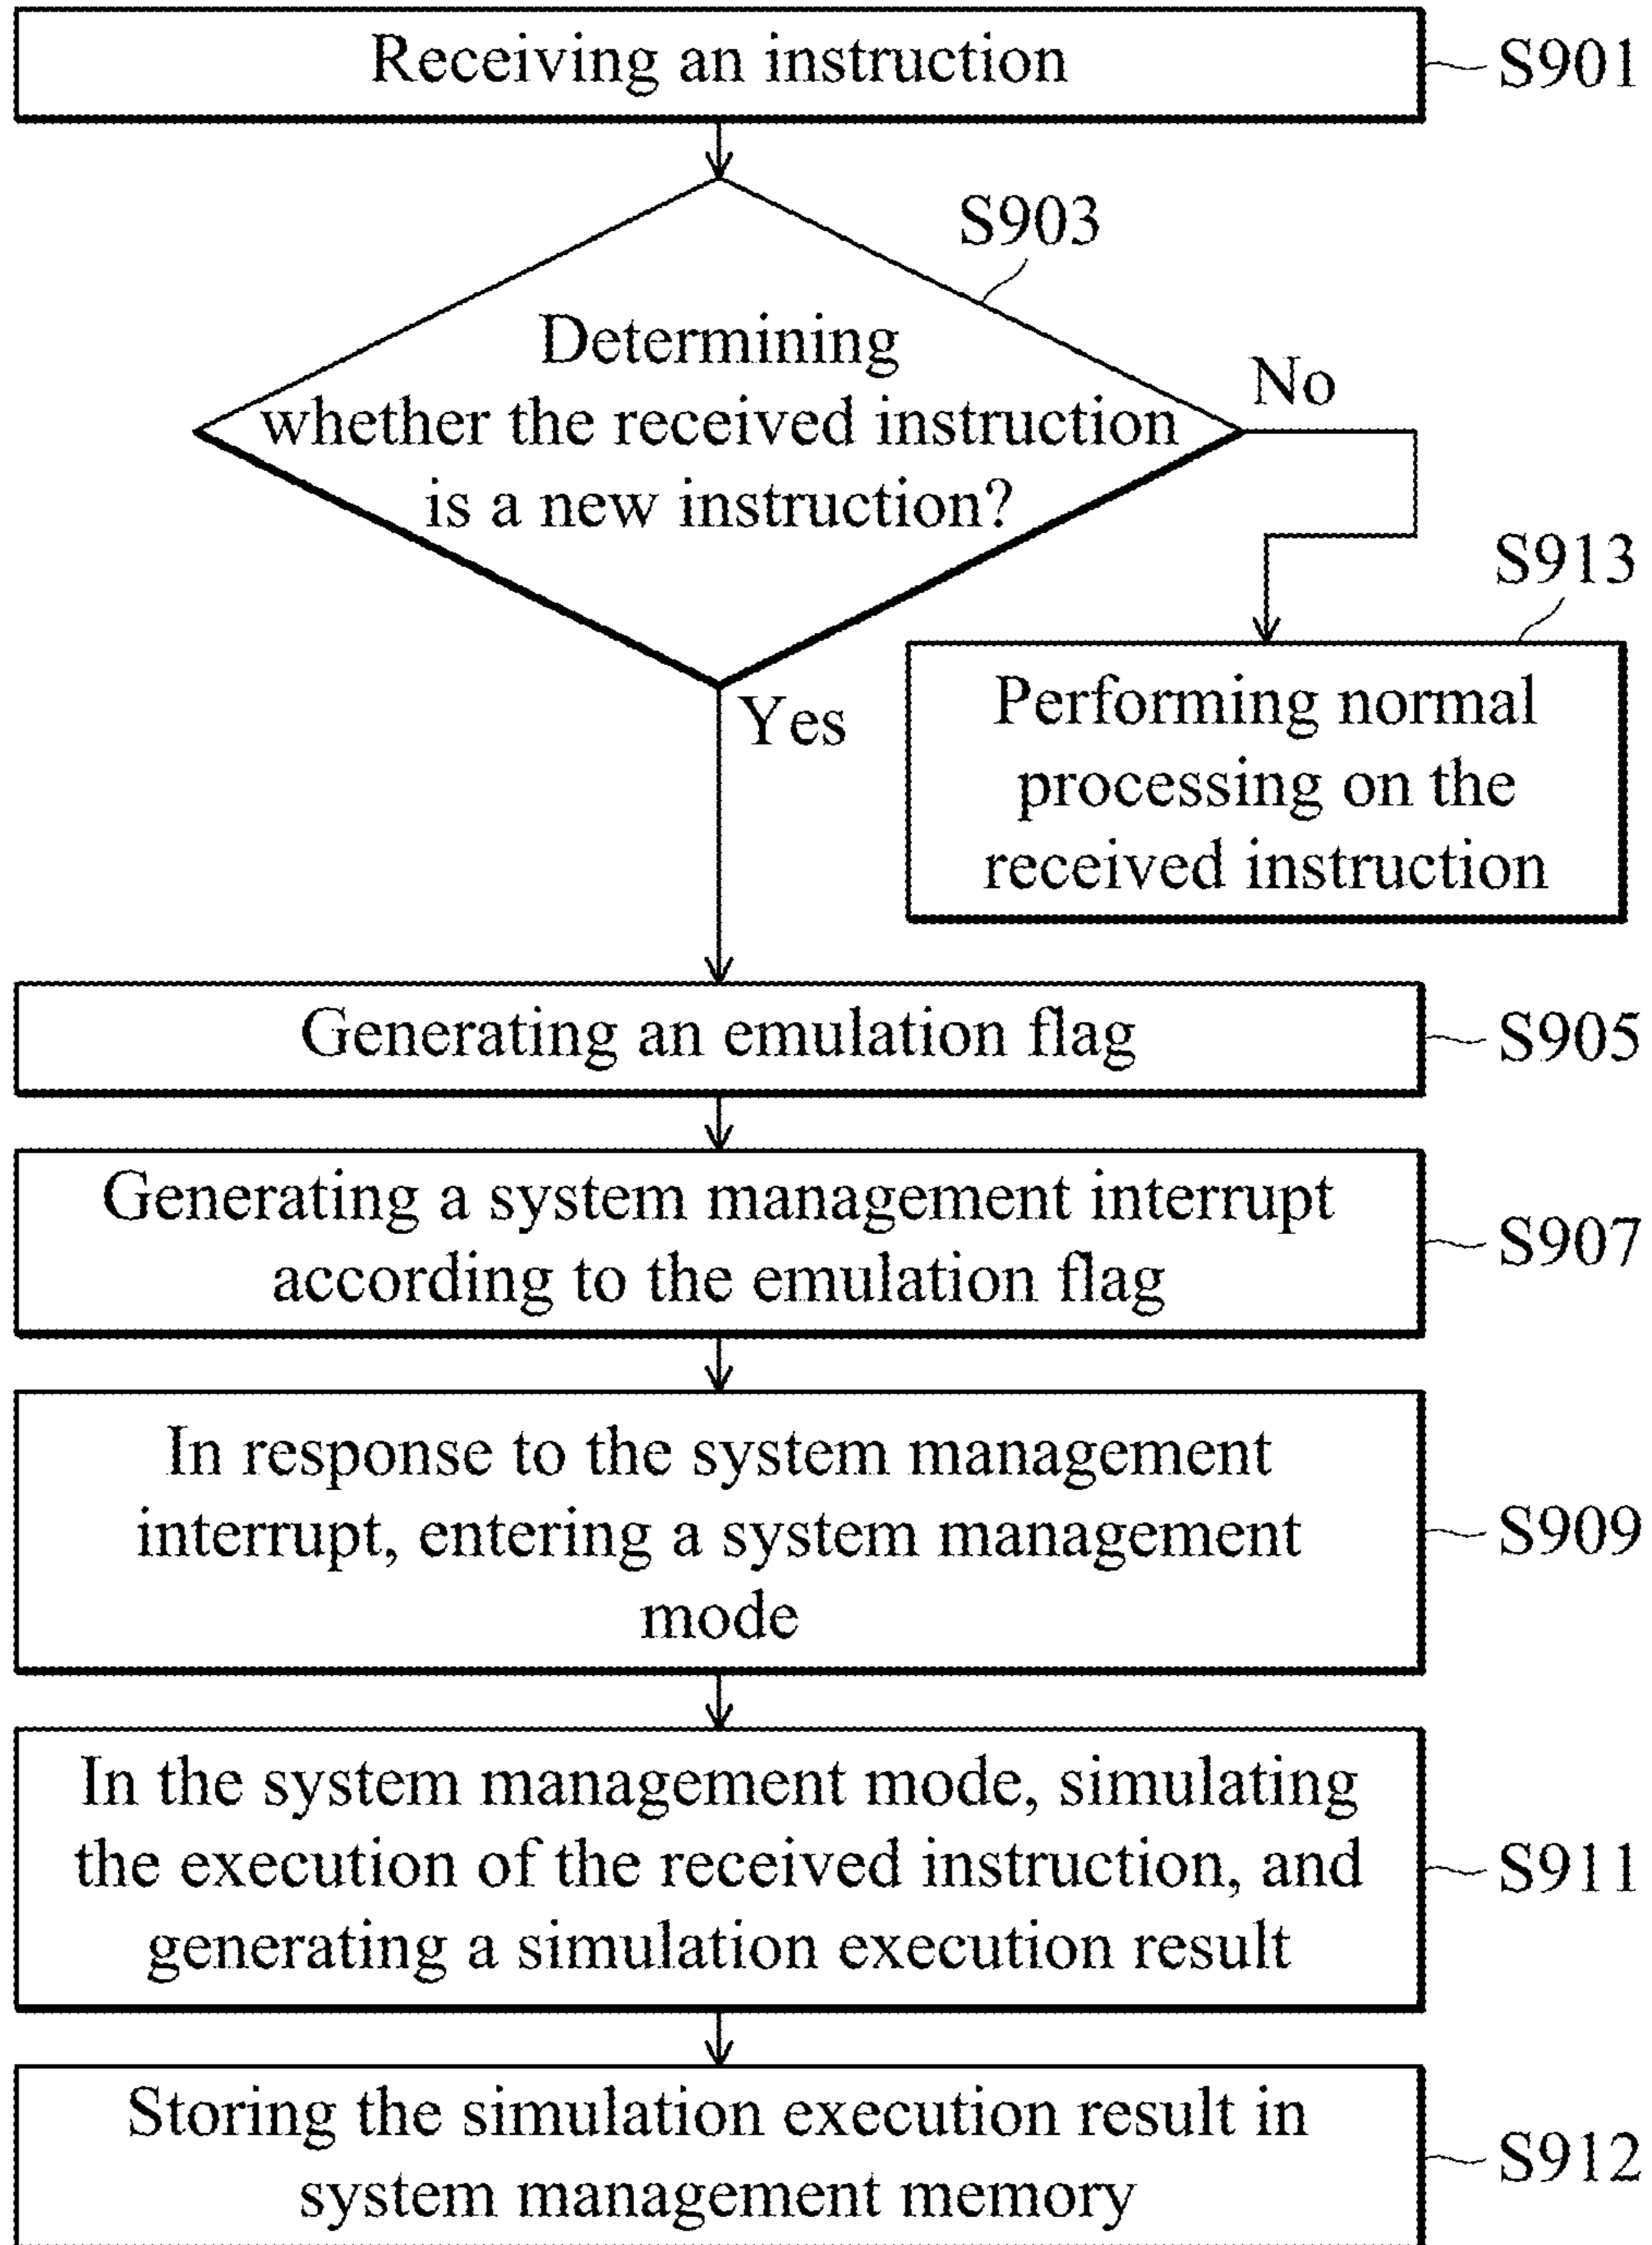 Receiving an instruction
S901
S903
Determining
whether the received instruction
is a new instruction?
No
Yes
S913
Performing normal
processing on the
received instruction
Generating an emulation flag
S905
Generating a system management interrupt
according to the emulation flag
S907
In response to the system management
interrupt, entering a system management
mode
S909
In the system management mode, simulating
the execution of the received instruction, and
generating a simulation execution result
S911
Storing the simulation execution result in
system management memory
S912